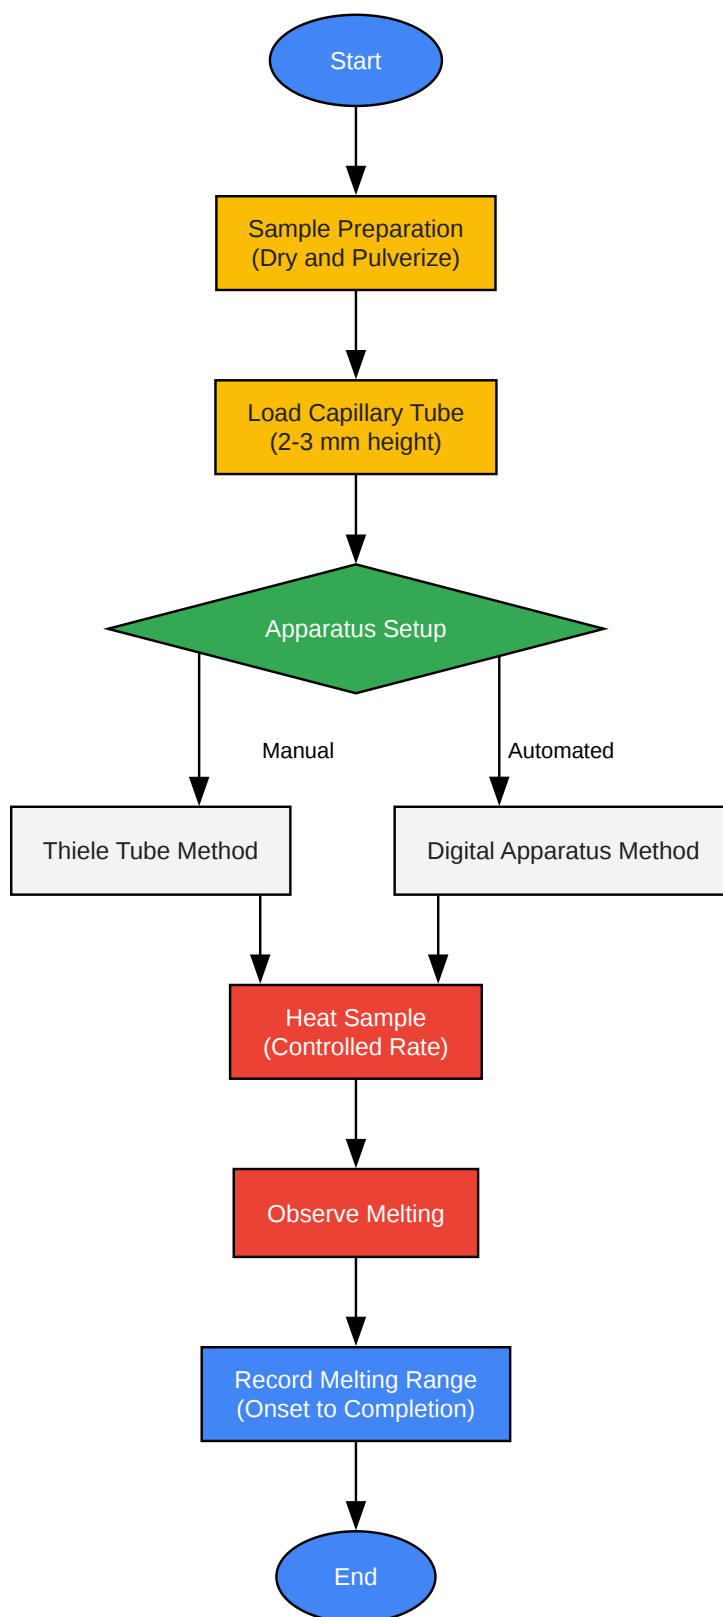 Start
Sample Preparation
(Dry and Pulverize)
Load Capillary Tube
(2-3 mm height)
Apparatus Setup
Manual
Automated
Thiele Tube Method
Digital Apparatus Method
Heat Sample
(Controlled Rate)
Observe Melting
Record Melting Range
(Onset to Completion)
End